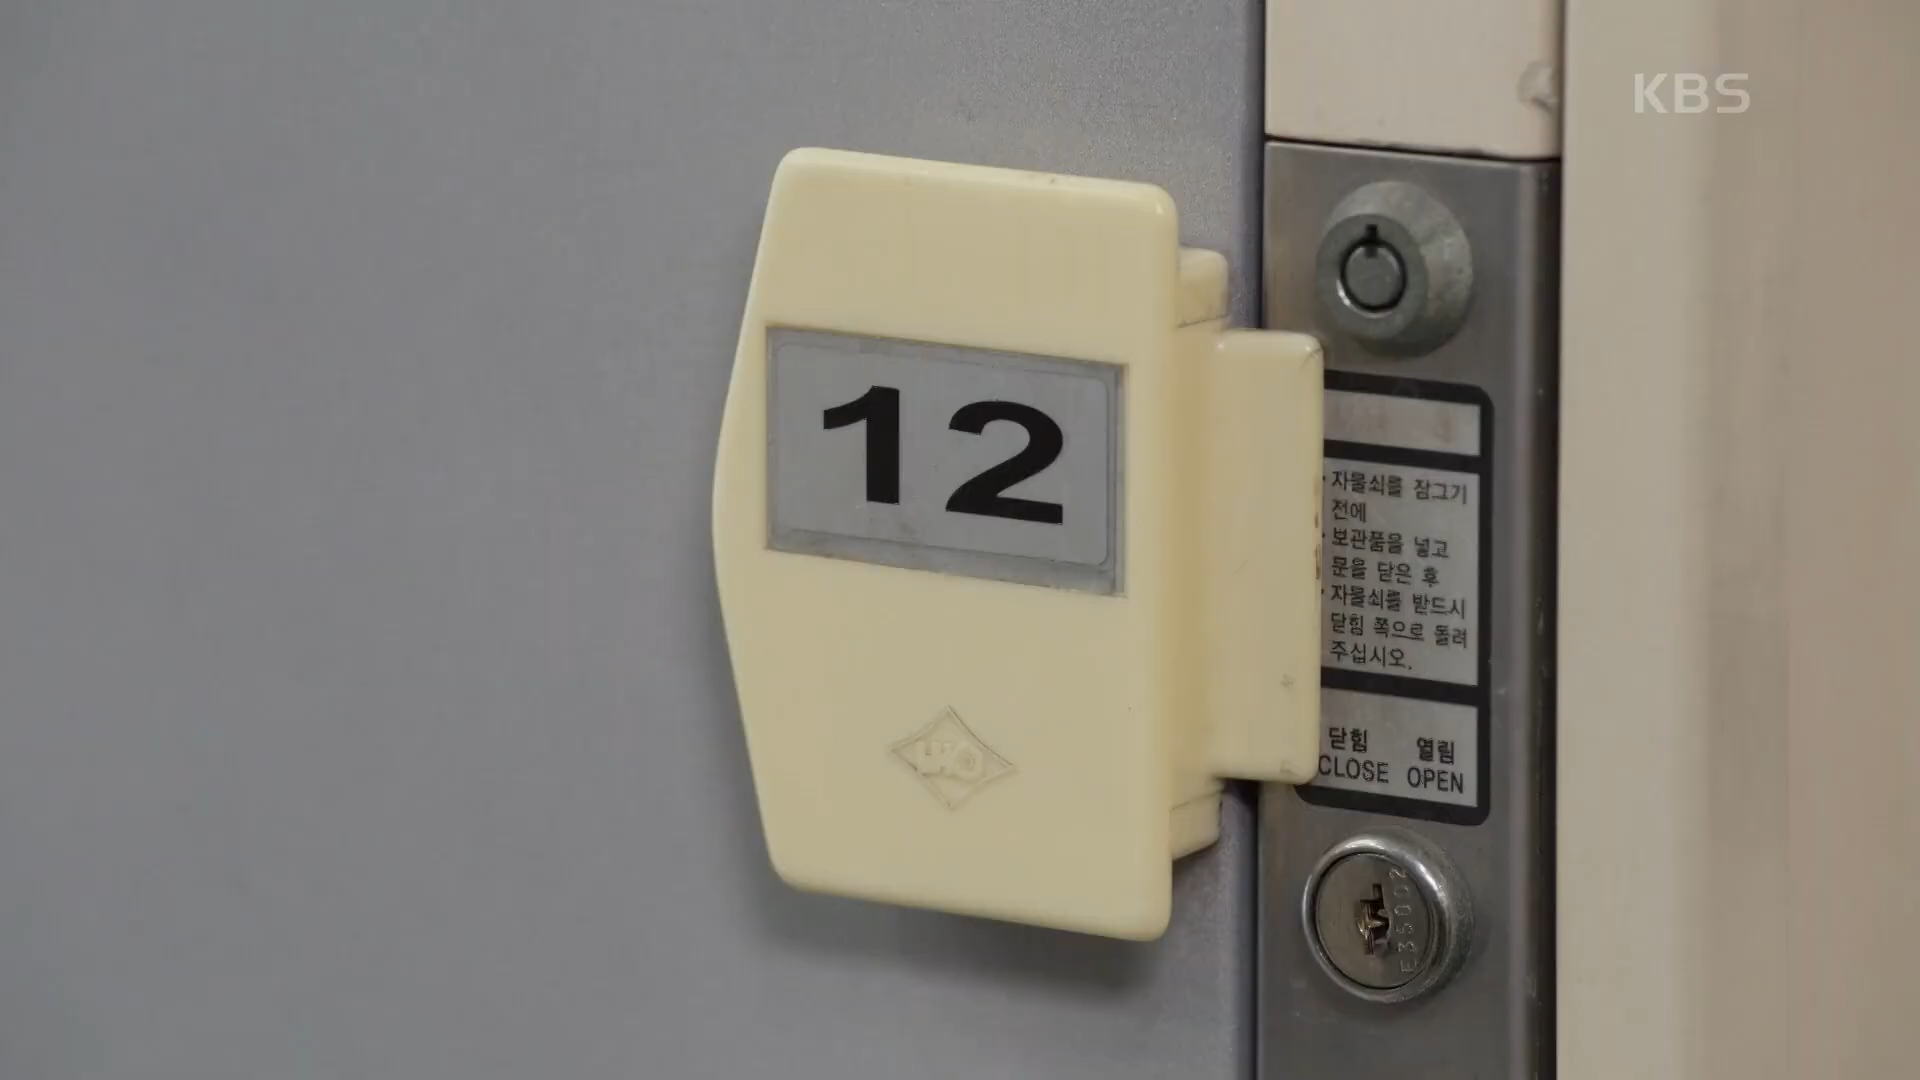 KBS
12
자물쇠를 잠그기
전에
보관품을 넣고
문을 닫은 후
자물쇠를 반드시
닫힘 쪽으로 돌려
주십시오.
닫힘 열림
CLOSE OPEN
E35002